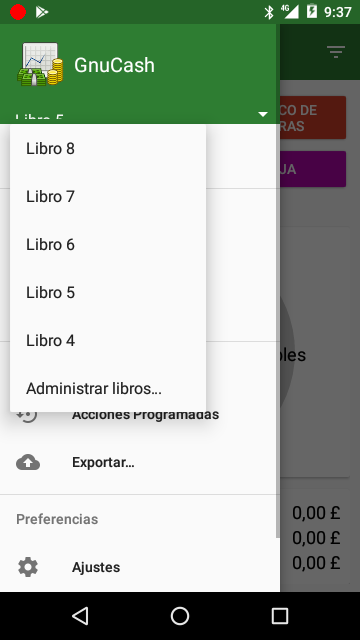 4G 9:37
GnuCash
Libro 5
Libro 8
Libro 7
Libro 6
Libro 5
Libro 4
Administrar libros...
Acciones Programadas
Exportar...
Preferencias
Ajustes
CO DE
RAS
JA
bles
0,00 £
0,00 £
0,00 £